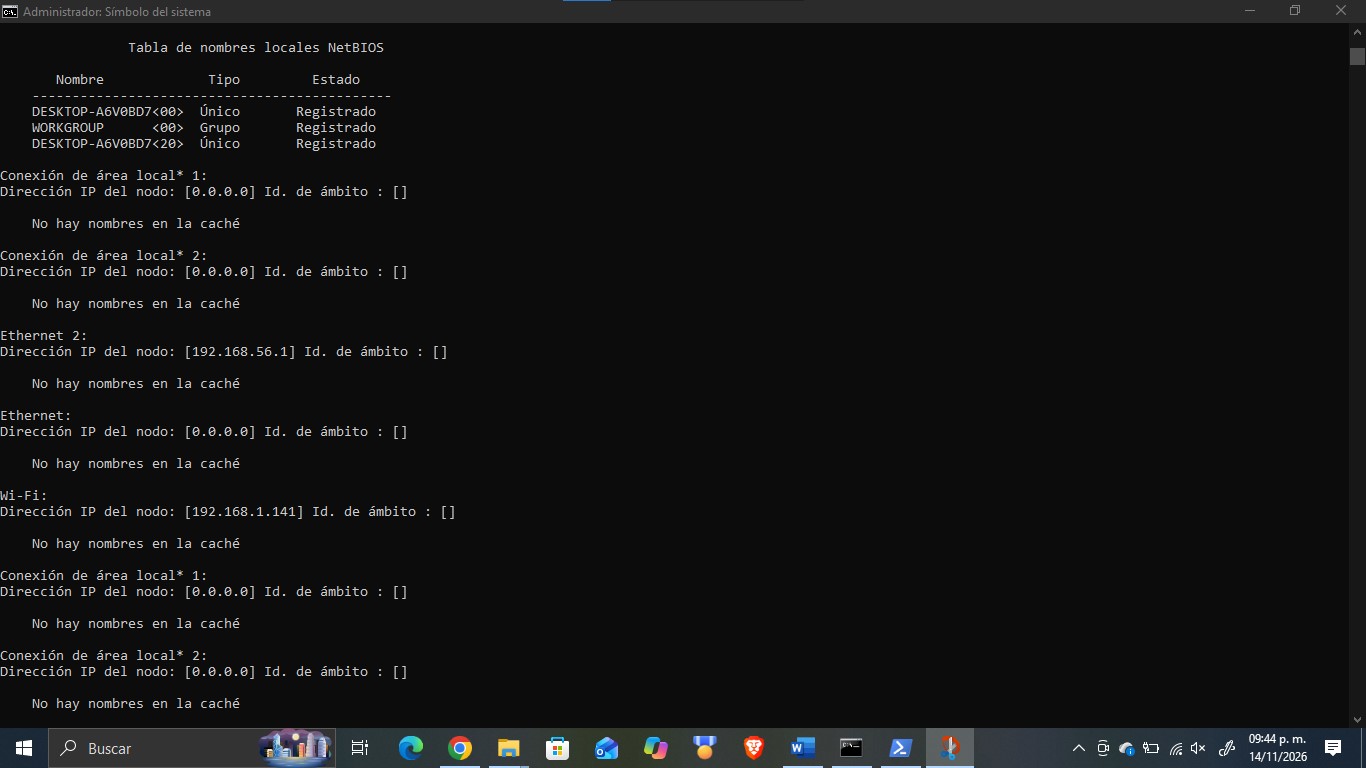 Administrador: Símbolo del sistema
Tabla de nombres locales NetBIOS
Nombre Tipo Estado
---------------------------------------------
DESKTOP-A6V0BD7<00> Único Registrado
WORKGROUP <00> Grupo Registrado
DESKTOP-A6V0BD7<20> Único Registrado
Conexión de área local* 1:
Dirección IP del nodo: [0.0.0.0] Id. de ámbito : []
No hay nombres en la caché
Conexión de área local* 2:
Dirección IP del nodo: [0.0.0.0] Id. de ámbito : []
No hay nombres en la caché
Ethernet 2:
Dirección IP del nodo: [192.168.56.1] Id. de ámbito : []
No hay nombres en la caché
Ethernet:
Dirección IP del nodo: [0.0.0.0] Id. de ámbito : []
No hay nombres en la caché
Wi-Fi:
Dirección IP del nodo: [192.168.1.141] Id. de ámbito : []
No hay nombres en la caché
Conexión de área local* 1:
Dirección IP del nodo: [0.0.0.0] Id. de ámbito : []
No hay nombres en la caché
Conexión de área local* 2:
Dirección IP del nodo: [0.0.0.0] Id. de ámbito : []
No hay nombres en la caché
Buscar
09:44 p. m.
14/11/2026